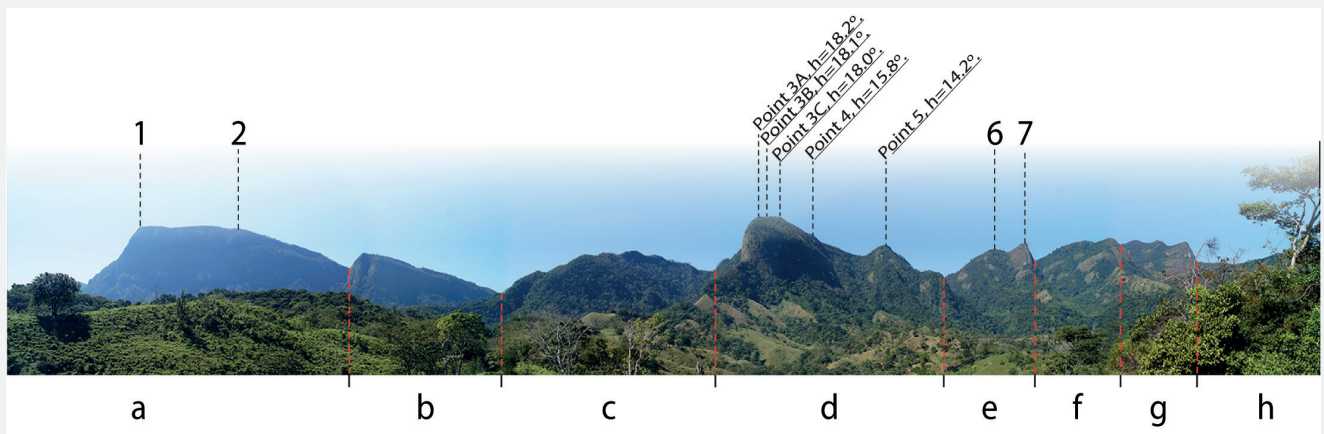 1
2
Point 3A, h=18.2º.
Point 3B, h=18.1º.
Point 3C, h=18.0º.
Point 4, h=15.8º.
Point 5, h=14.2º.
6
7
a
b
c
d
e
f
g
h